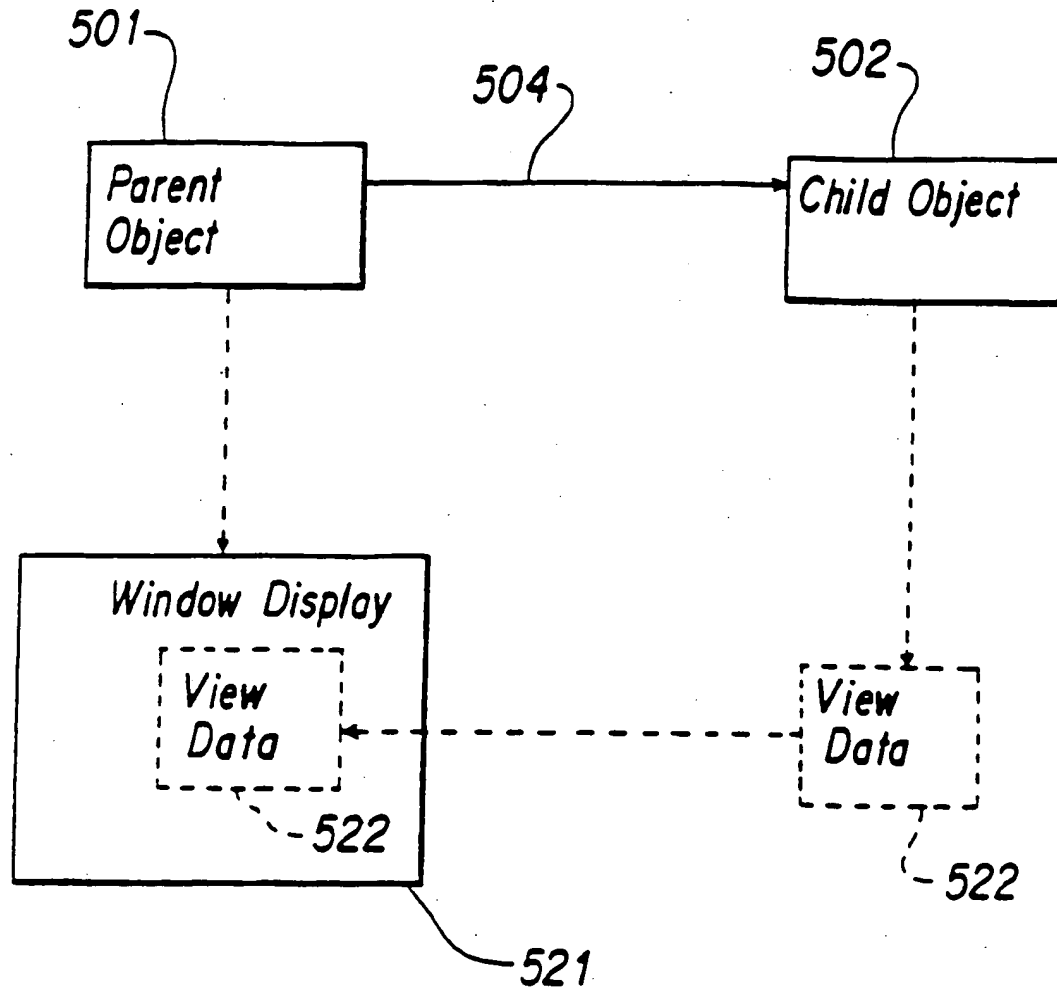 501
504
502
Parent
Object
Child Object
Window Display
View
Data
View
Data
522
522
521